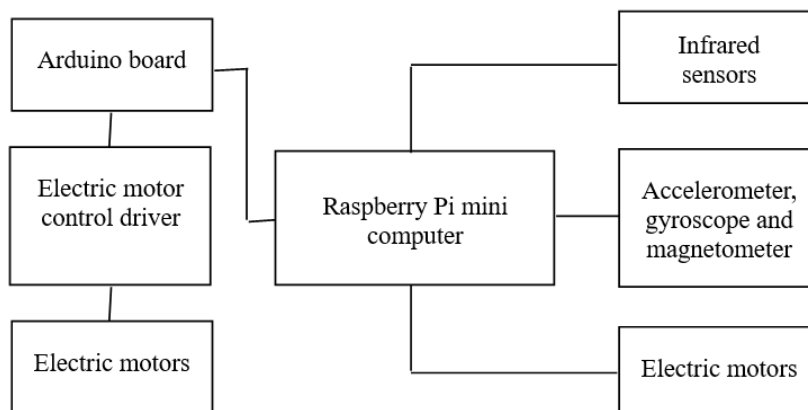 Arduino board
Electric motor
control driver
Electric motors
Raspberry Pi mini
computer
Infrared
sensors
Accelerometer,
gyroscope and
magnetometer
Electric motors